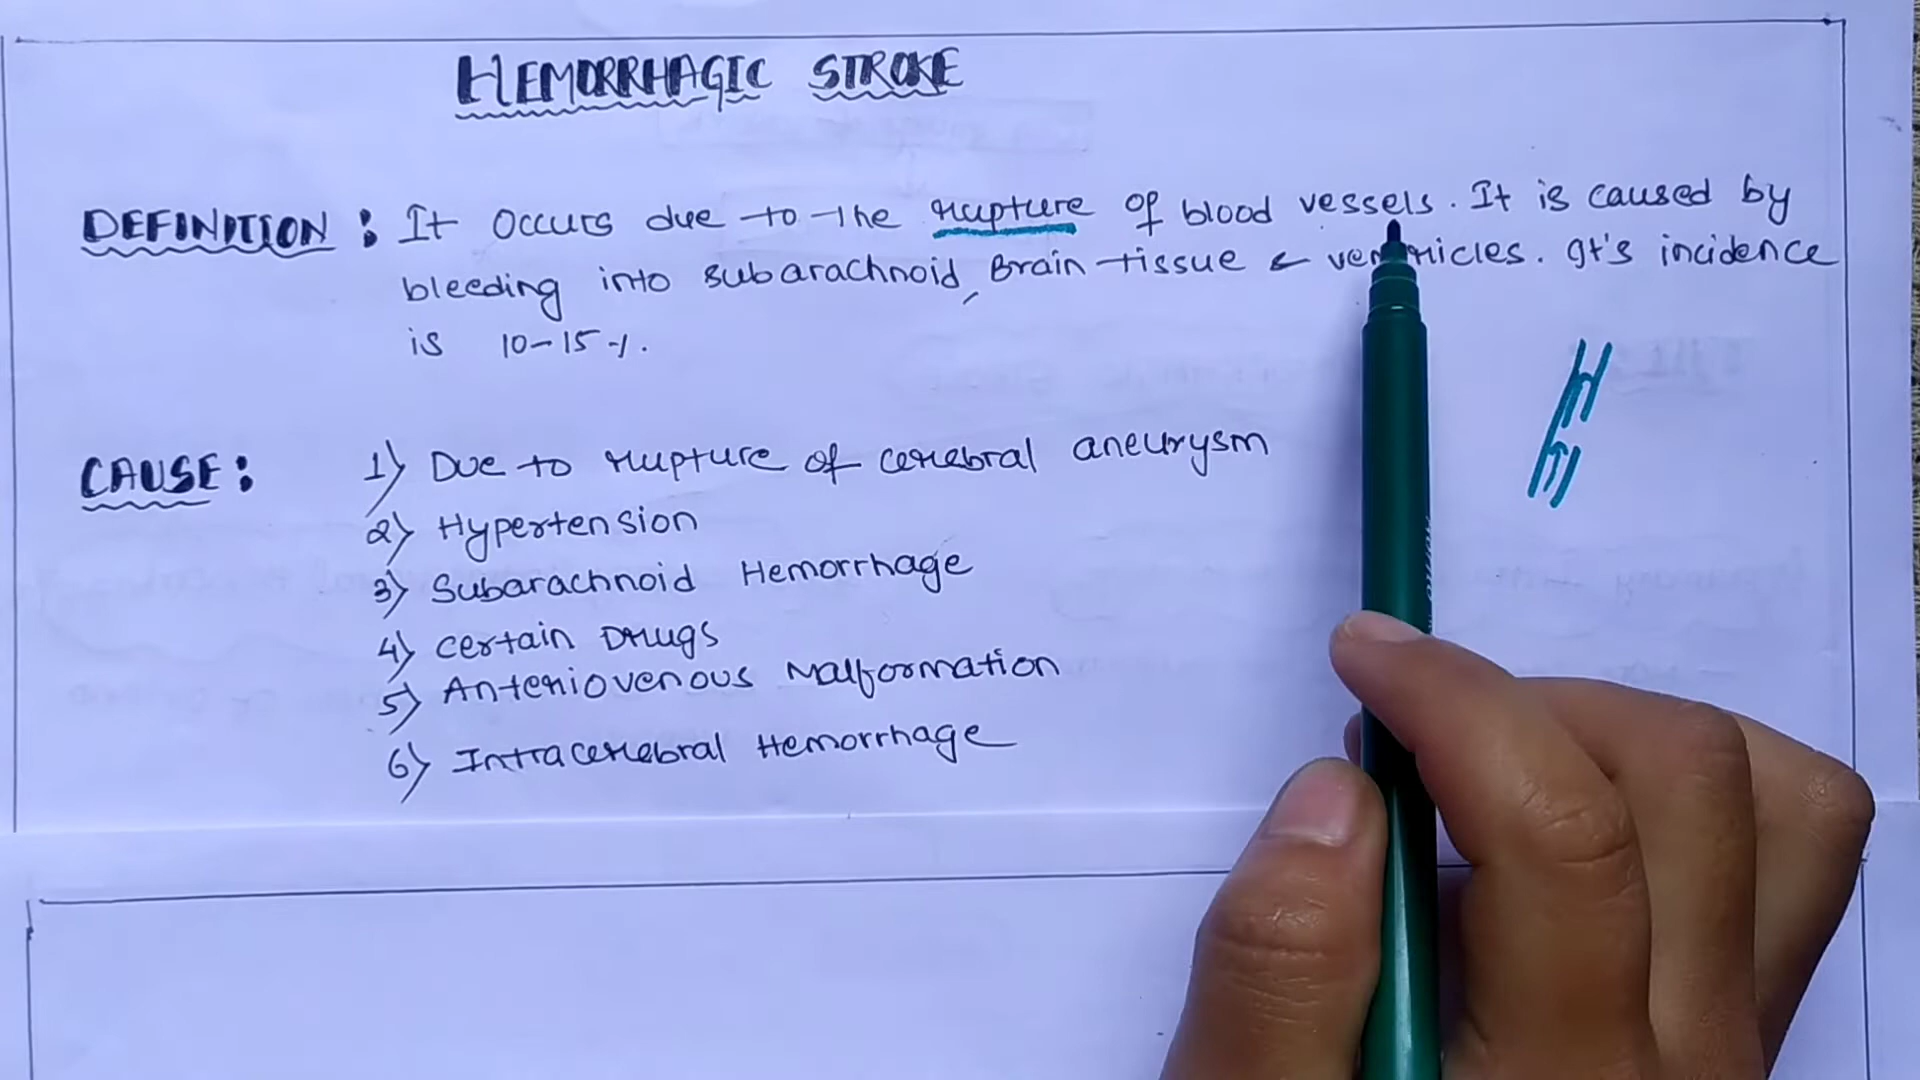 HEMORRHAGIC STROKE
DEFINITION : It occurs due to the rupture of blood vessels. It is caused by
bleeding into subarachnoid, Brain tissue & ventricles. It's incidence
is 10-15%.
CAUSE : 1) Due to rupture of cerebral aneurysm
2) Hypertension
3) Subarachnoid Hemorrhage
4) certain Drugs
5) Arteriovenous Malformation
6) Intracerebral Hemorrhage